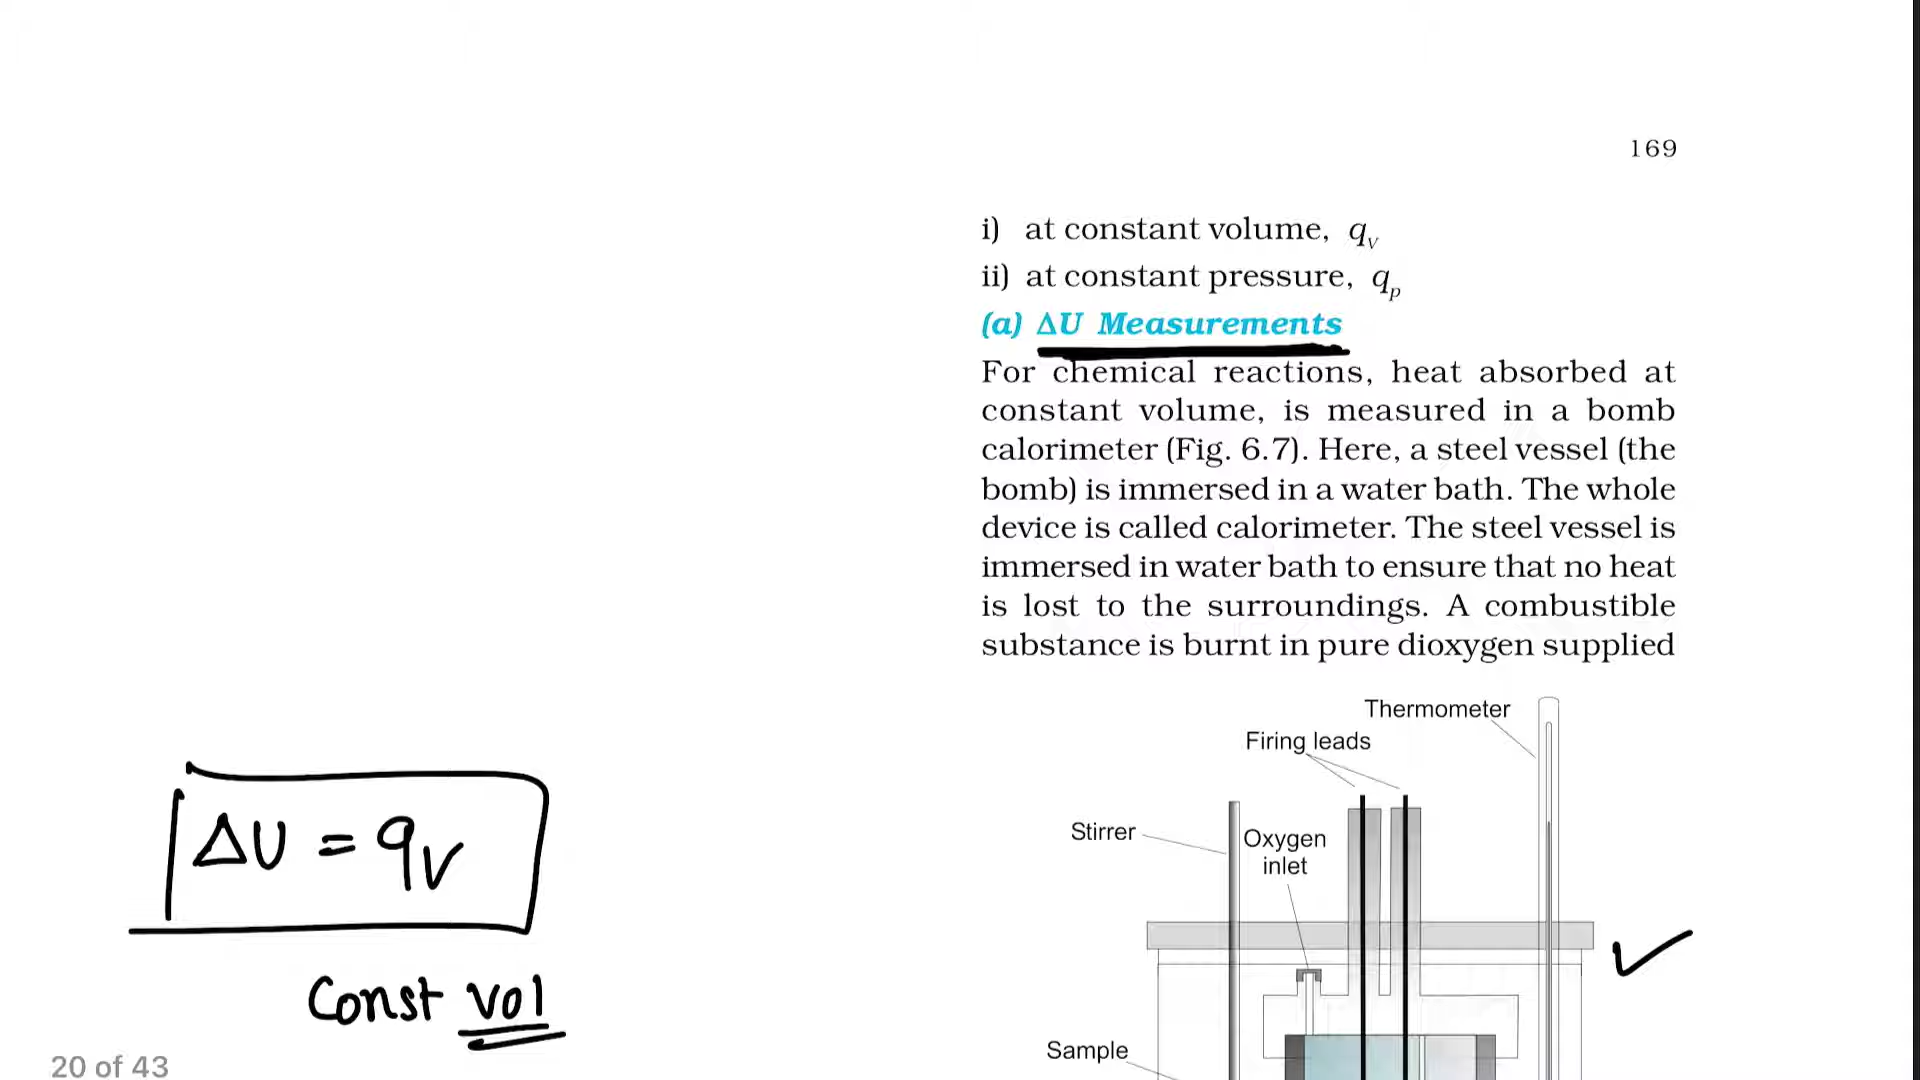 169
i) at constant volume, qV
ii) at constant pressure, qp
(a) ΔU Measurements
For chemical reactions, heat absorbed at
constant volume, is measured in a bomb
calorimeter (Fig. 6.7). Here, a steel vessel (the
bomb) is immersed in a water bath. The whole
device is called calorimeter. The steel vessel is
immersed in water bath to ensure that no heat
is lost to the surroundings. A combustible
substance is burnt in pure dioxygen supplied
Thermometer
Firing leads
Stirrer
Oxygen
inlet
Sample
ΔU = qV
Const vol
20 of 43